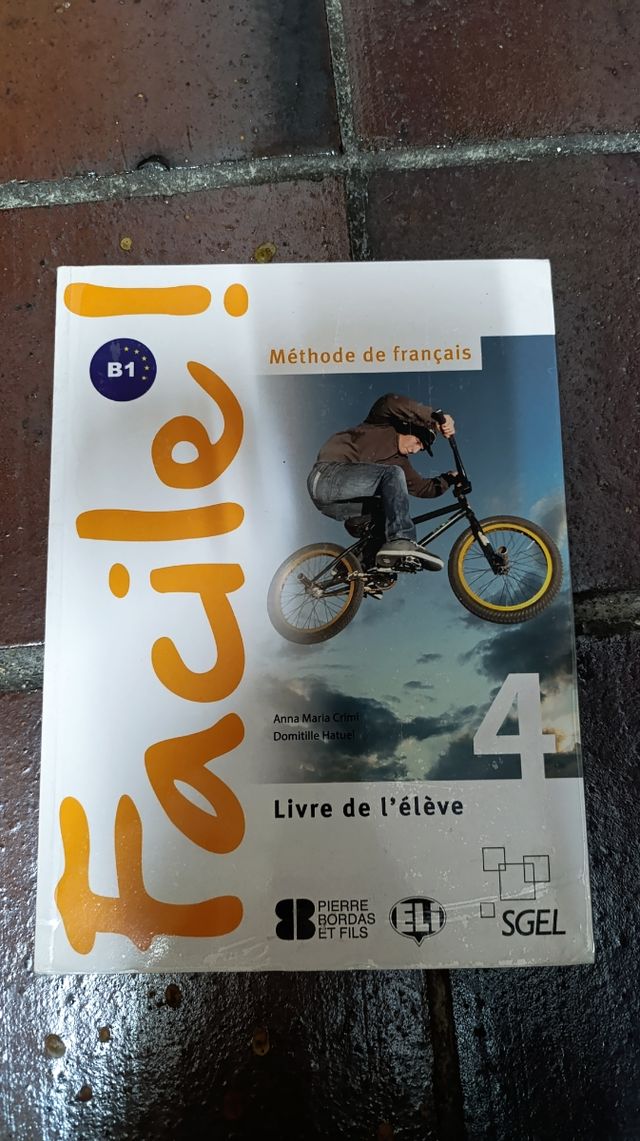 Facile!
B1
Méthode de français
Anna Maria Crimi
Domitille Hatuel
4
Livre de l'élève
PIERRE
BORDAS
ET FILS
ELI
SGEL